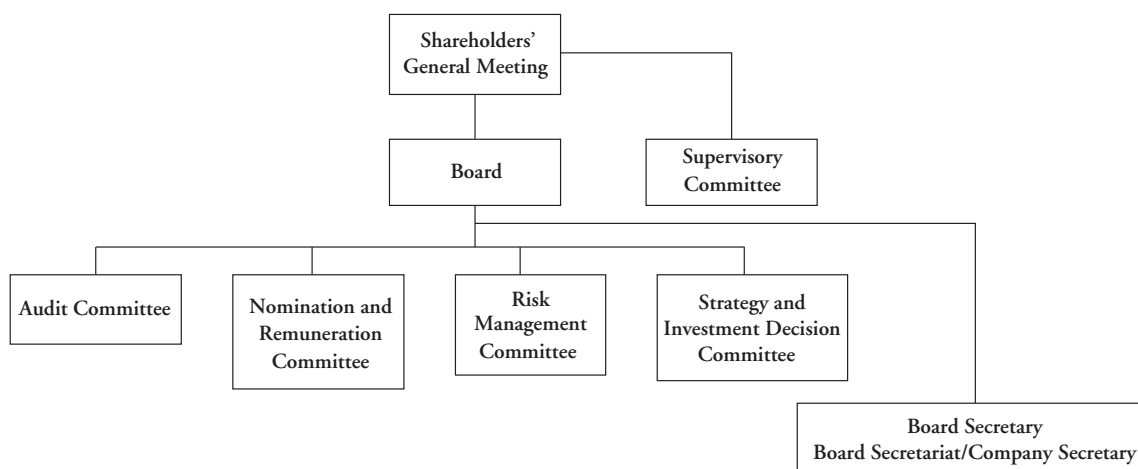 Shareholders’
General Meeting
Board
Supervisory
Committee
Audit Committee
Nomination and
Remuneration
Committee
Risk
Management
Committee
Strategy and
Investment Decision
Committee
Board Secretary
Board Secretariat/Company Secretary